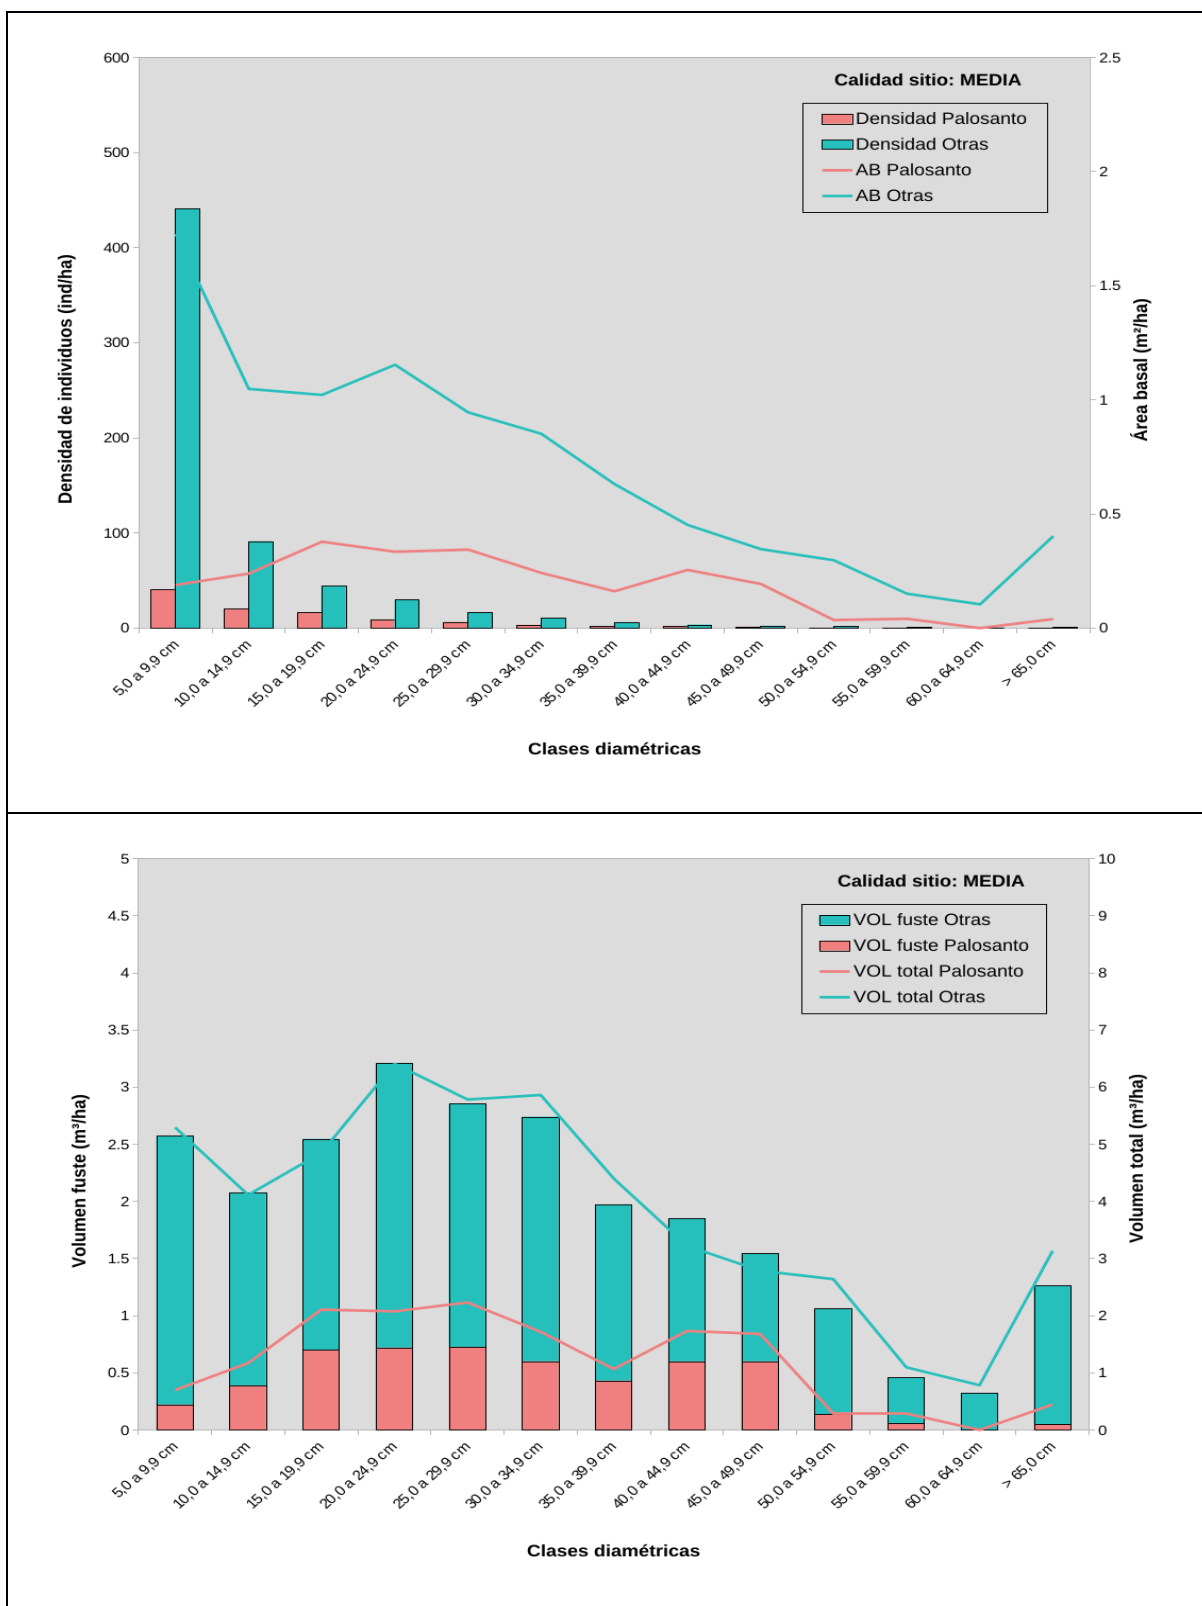 600
500
400
300
200
100
0
2.5
2
1.5
1
0.5
0
Densidad de individuos (ind/ha)
Área basal (m²/ha)
Calidad sitio: MEDIA
Densidad Palosanto
Densidad Otras
AB Palosanto
AB Otras
5,0 a 9,9 cm
10,0 a 14,9 cm
15,0 a 19,9 cm
20,0 a 24,9 cm
25,0 a 29,9 cm
30,0 a 34,9 cm
35,0 a 39,9 cm
40,0 a 44,9 cm
45,0 a 49,9 cm
50,0 a 54,9 cm
55,0 a 59,9 cm
60,0 a 64,9 cm
> 65,0 cm
Clases diamétricas
5
4.5
4
3.5
3
2.5
2
1.5
1
0.5
0
10
9
8
7
6
5
4
3
2
1
0
Volumen fuste (m³/ha)
Volumen total (m³/ha)
Calidad sitio: MEDIA
VOL fuste Otras
VOL fuste Palosanto
VOL total Palosanto
VOL total Otras
5,0 a 9,9 cm
10,0 a 14,9 cm
15,0 a 19,9 cm
20,0 a 24,9 cm
25,0 a 29,9 cm
30,0 a 34,9 cm
35,0 a 39,9 cm
40,0 a 44,9 cm
45,0 a 49,9 cm
50,0 a 54,9 cm
55,0 a 59,9 cm
60,0 a 64,9 cm
> 65,0 cm
Clases diamétricas